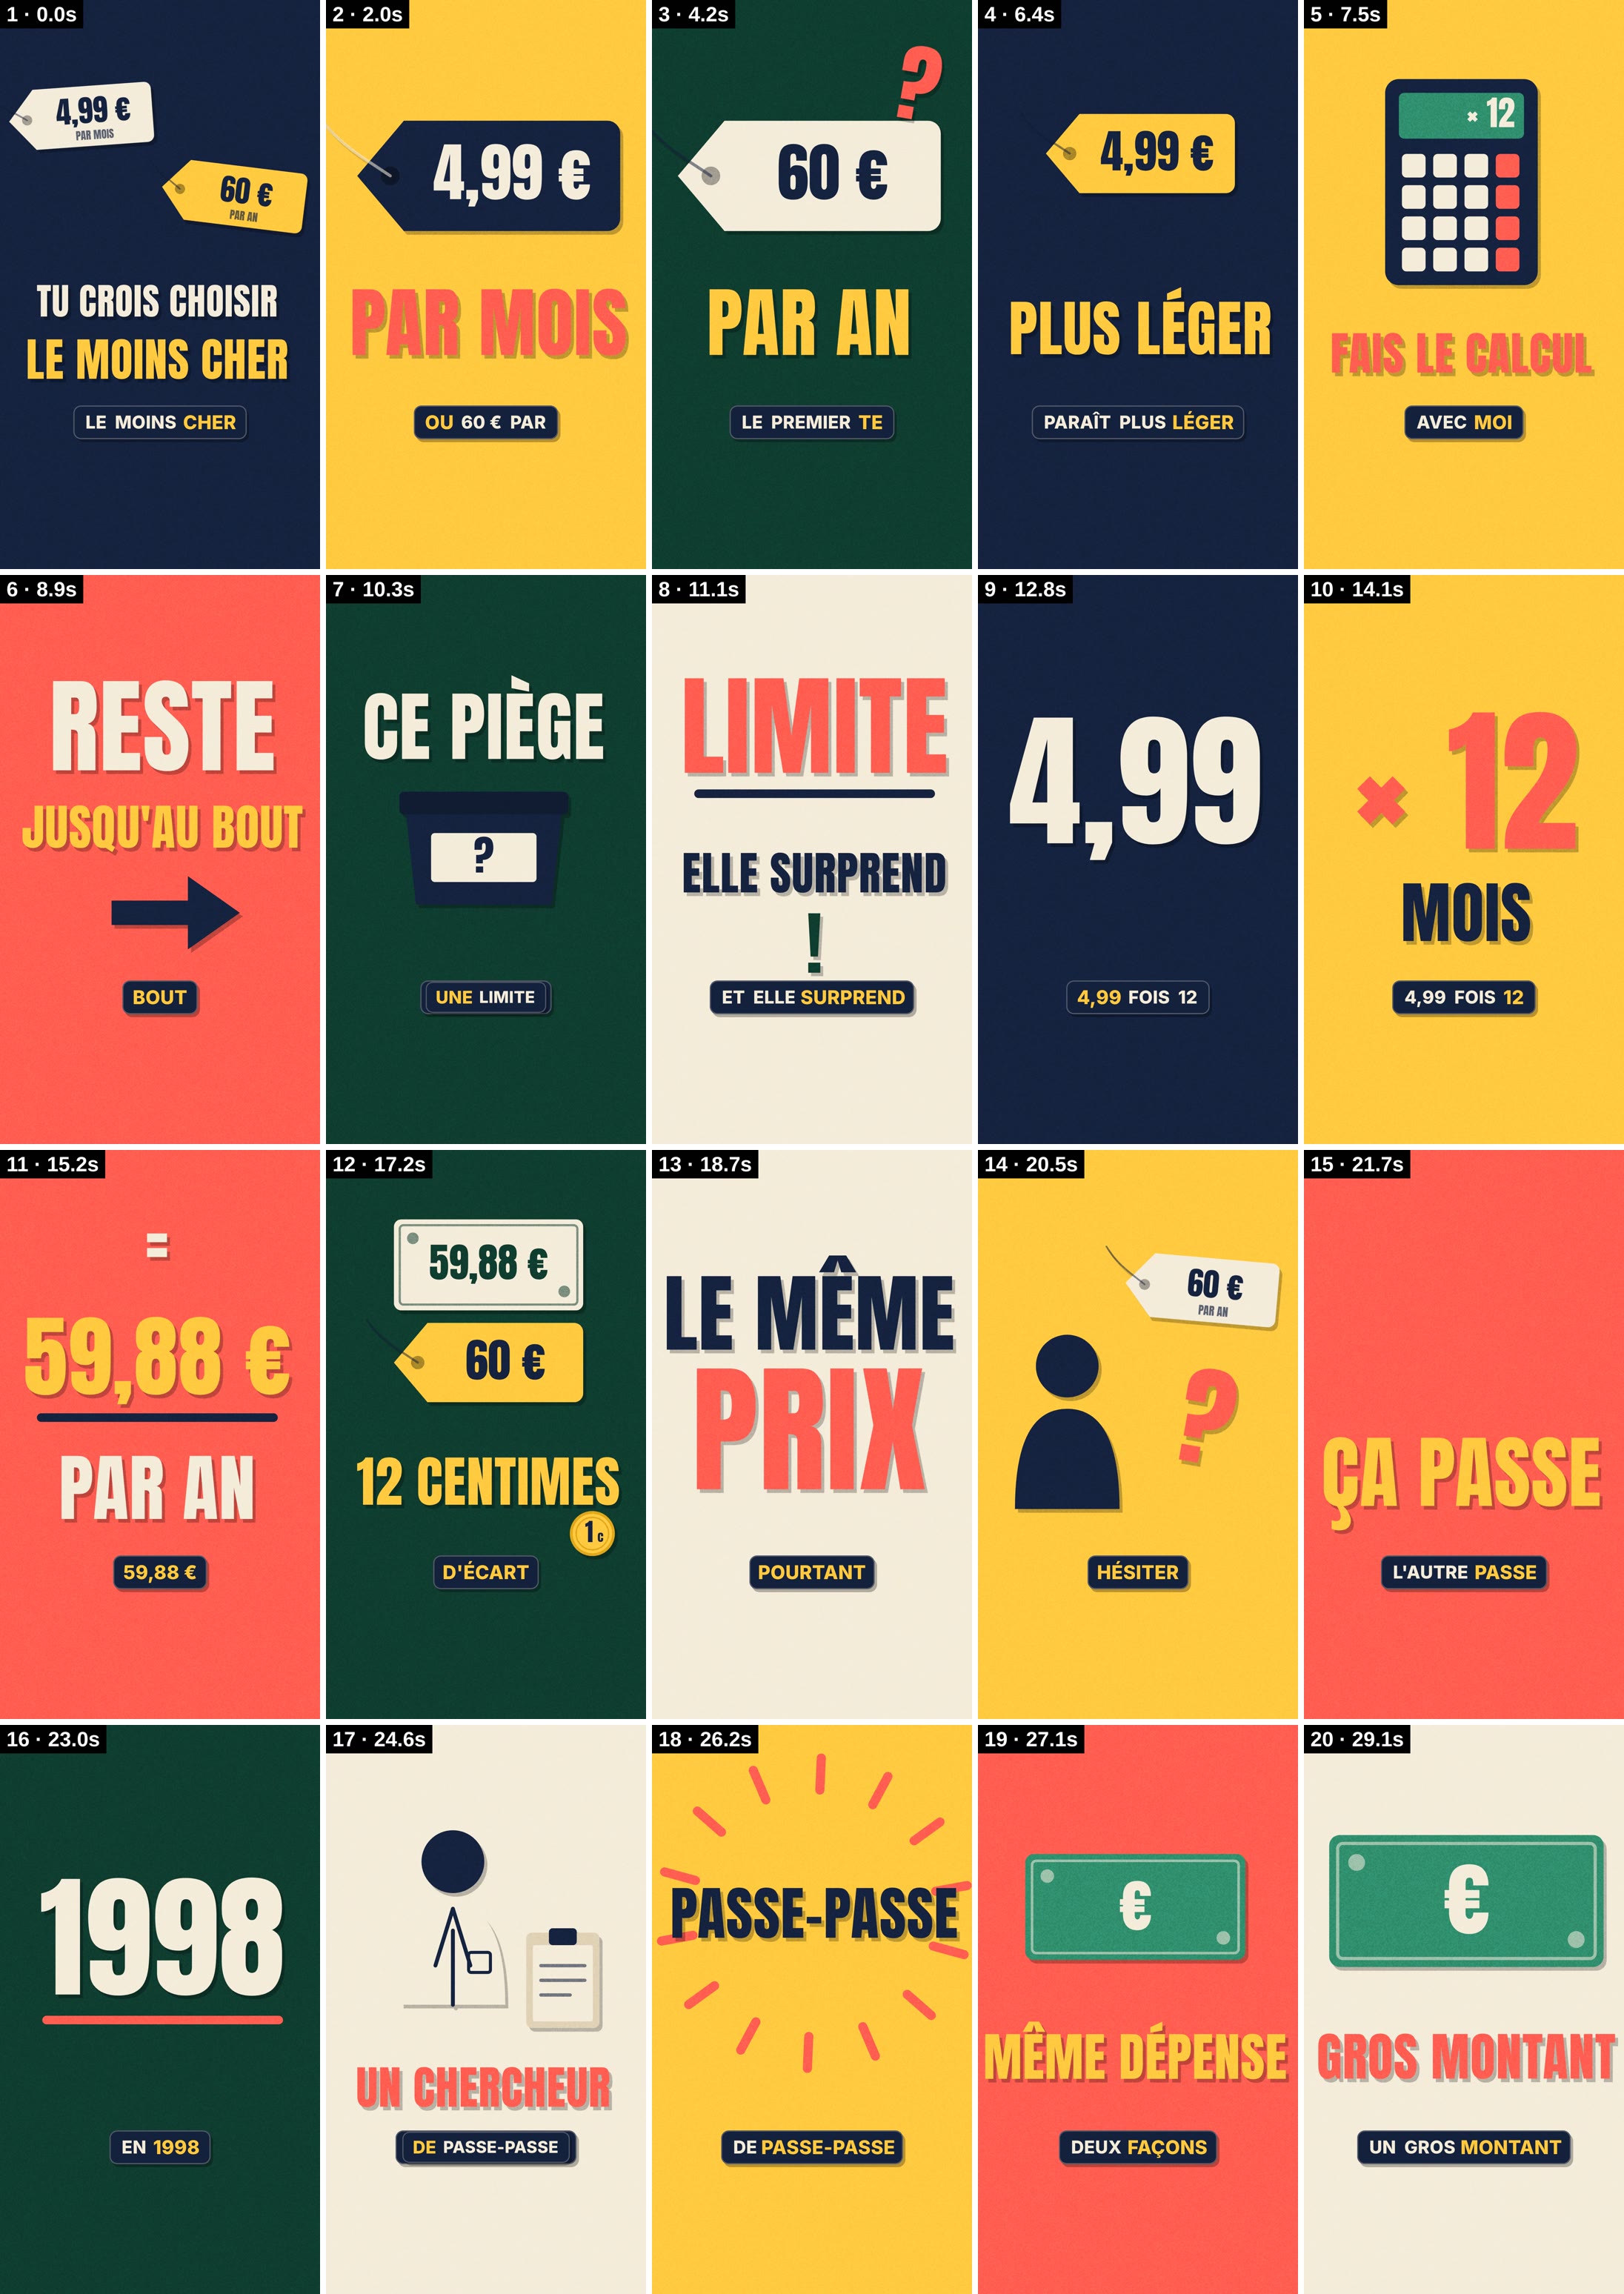 1 · 0.0s
4,99 €
PAR MOIS
60 €
PAR AN
TU CROIS CHOISIR
LE MOINS CHER
LE MOINS CHER
2 · 2.0s
4,99 €
PAR MOIS
OU 60 € PAR
3 · 4.2s
?
60 €
PAR AN
LE PREMIER TE
4 · 6.4s
4,99 €
PLUS LÉGER
PARAÎT PLUS LÉGER
5 · 7.5s
× 12
FAIS LE CALCUL
AVEC MOI
6 · 8.9s
RESTE
JUSQU'AU BOUT
BOUT
7 · 10.3s
CE PIÈGE
?
UNE LIMITE
8 · 11.1s
LIMITE
ELLE SURPREND
!
ET ELLE SURPREND
9 · 12.8s
4,99
4,99 FOIS 12
10 · 14.1s
× 12
MOIS
4,99 FOIS 12
11 · 15.2s
=
59,88 €
PAR AN
59,88 €
12 · 17.2s
59,88 €
60 €
12 CENTIMES
1 c
D'ÉCART
13 · 18.7s
LE MÊME
PRIX
POURTANT
14 · 20.5s
60 €
PAR AN
?
HÉSITER
15 · 21.7s
ÇA PASSE
L'AUTRE PASSE
16 · 23.0s
1998
EN 1998
17 · 24.6s
UN CHERCHEUR
DE PASSE-PASSE
18 · 26.2s
PASSE-PASSE
DE PASSE-PASSE
19 · 27.1s
€
MÊME DÉPENSE
DEUX FAÇONS
20 · 29.1s
€
GROS MONTANT
UN GROS MONTANT